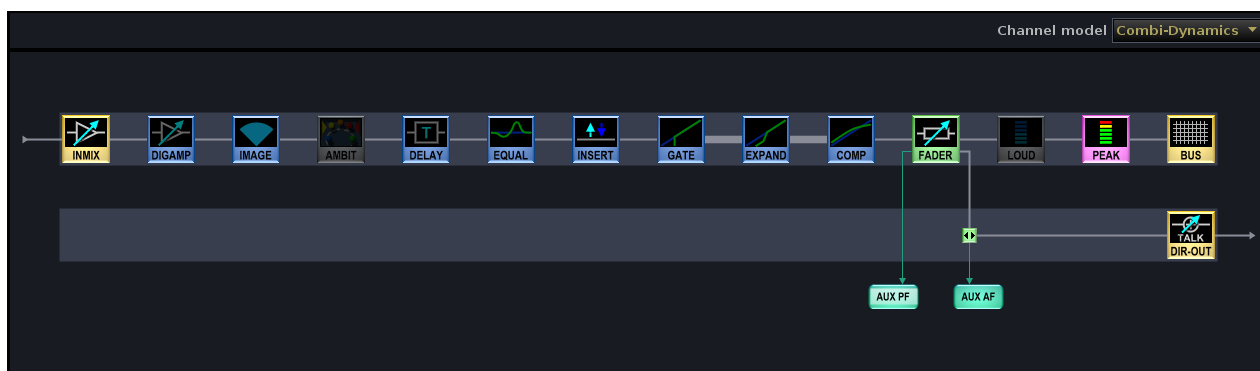 Channel model Combi-Dynamics
INMIX DIGAMP IMAGE AMBIT T DELAY EQUAL INSERT GATE EXPAND COMP FADER LOUD PEAK BUS
TALK
DIR-OUT
AUX PF AUX AF